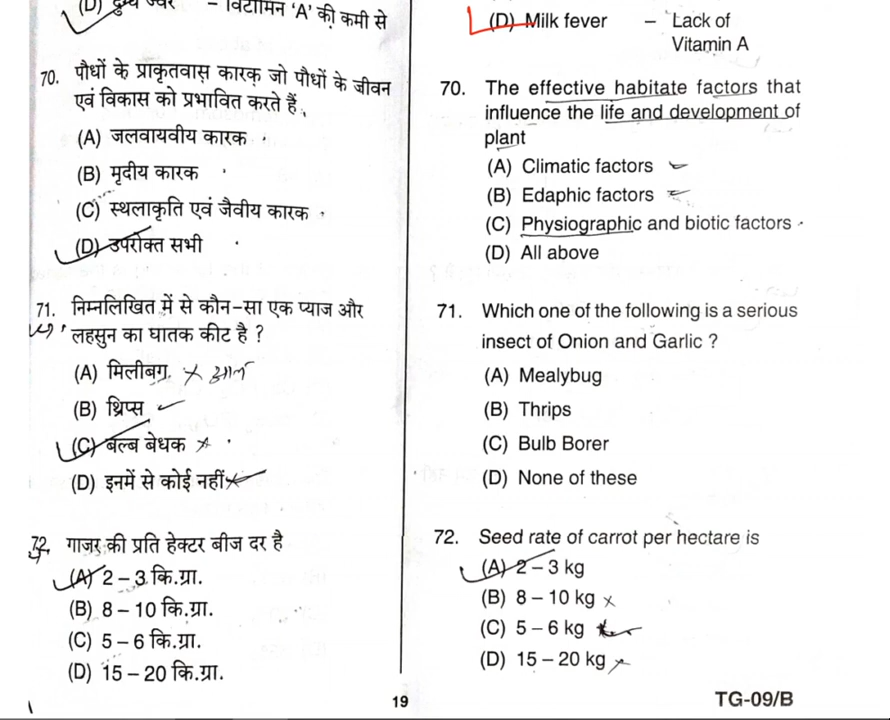 (D) दुग्ध ज्वर – विटामिन 'A' की कमी से
70. पौधों के प्राकृतवास कारक जो पौधों के जीवन
एवं विकास को प्रभावित करते हैं
(A) जलवायवीय कारक
(B) मृदीय कारक
(C) स्थलाकृति एवं जैवीय कारक
(D) उपरोक्त सभी
71. निम्नलिखित में से कौन-सा एक प्याज और
लहसुन का घातक कीट है ?
(A) मिलीबग
(B) थ्रिप्स
(C) बल्ब बेधक
(D) इनमें से कोई नहीं
72. गाजर की प्रति हेक्टर बीज दर है
(A) 2 – 3 कि.ग्रा.
(B) 8 – 10 कि.ग्रा.
(C) 5 – 6 कि.ग्रा.
(D) 15 – 20 कि.ग्रा.
(D) Milk fever – Lack of
Vitamin A
70. The effective habitate factors that
influence the life and development of
plant
(A) Climatic factors
(B) Edaphic factors
(C) Physiographic and biotic factors
(D) All above
71. Which one of the following is a serious
insect of Onion and Garlic ?
(A) Mealybug
(B) Thrips
(C) Bulb Borer
(D) None of these
72. Seed rate of carrot per hectare is
(A) 2 – 3 kg
(B) 8 – 10 kg
(C) 5 – 6 kg
(D) 15 – 20 kg
19
TG-09/B